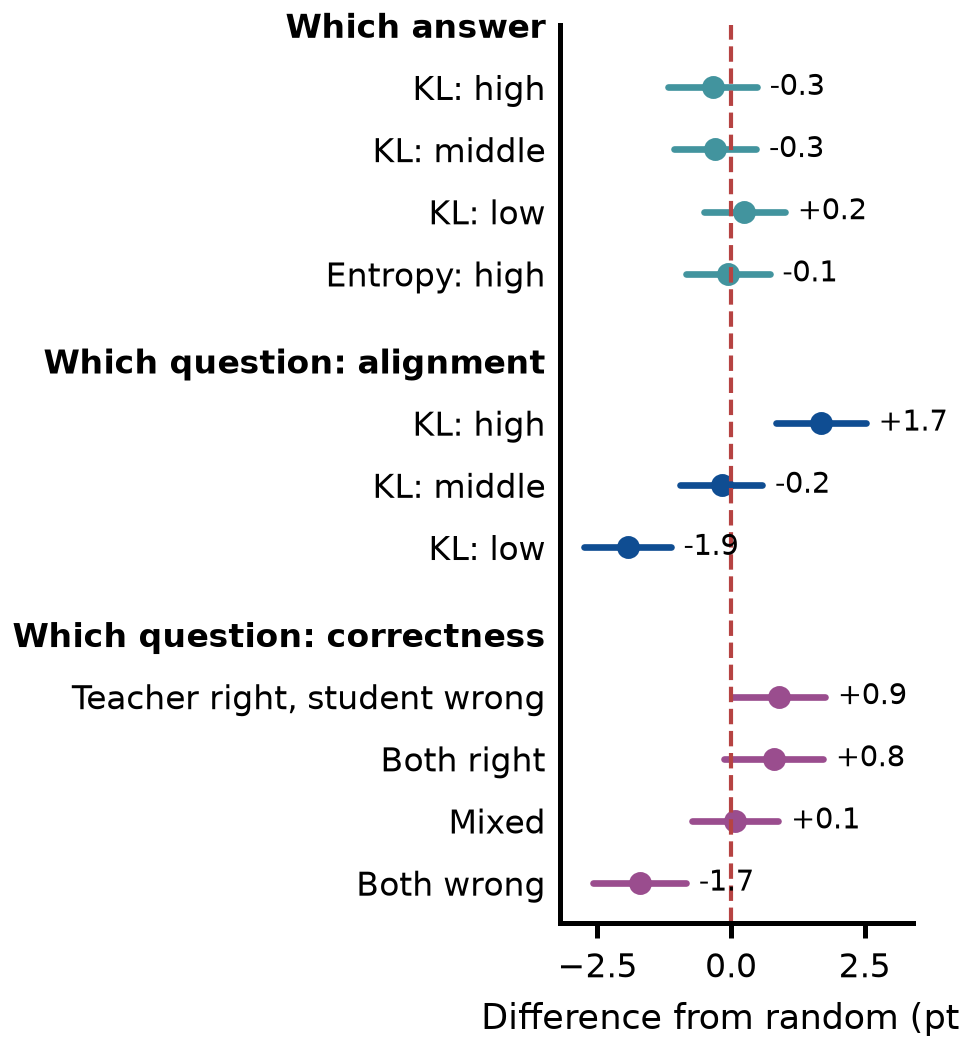 Which answer
KL: high -0.3
KL: middle -0.3
KL: low +0.2
Entropy: high -0.1
Which question: alignment
KL: high +1.7
KL: middle -0.2
KL: low -1.9
Which question: correctness
Teacher right, student wrong +0.9
Both right +0.8
Mixed +0.1
Both wrong -1.7
−2.5 0.0 2.5
Difference from random (pt